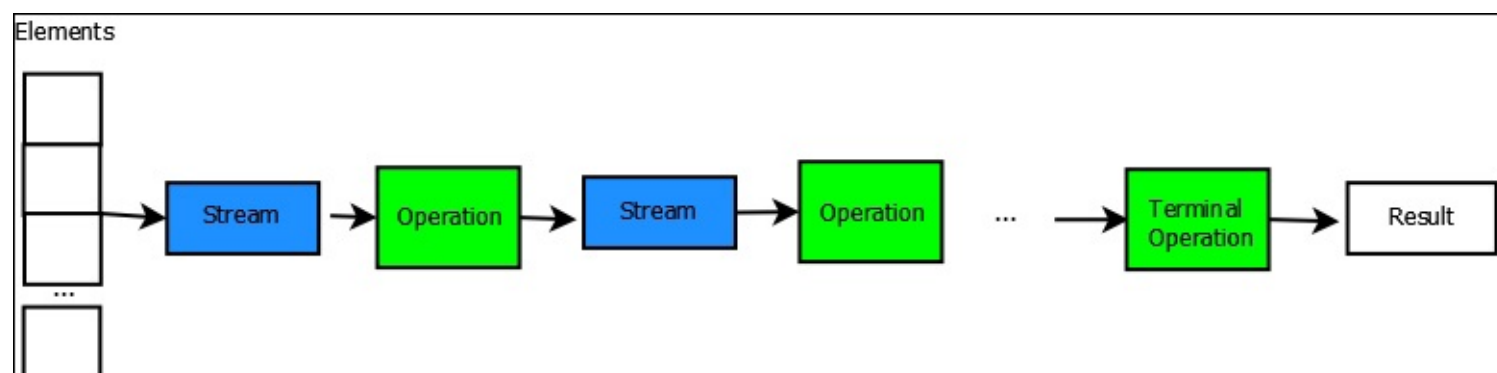 Elements
Stream
Operation
Stream
Operation
...
Terminal
Operation
Result
...